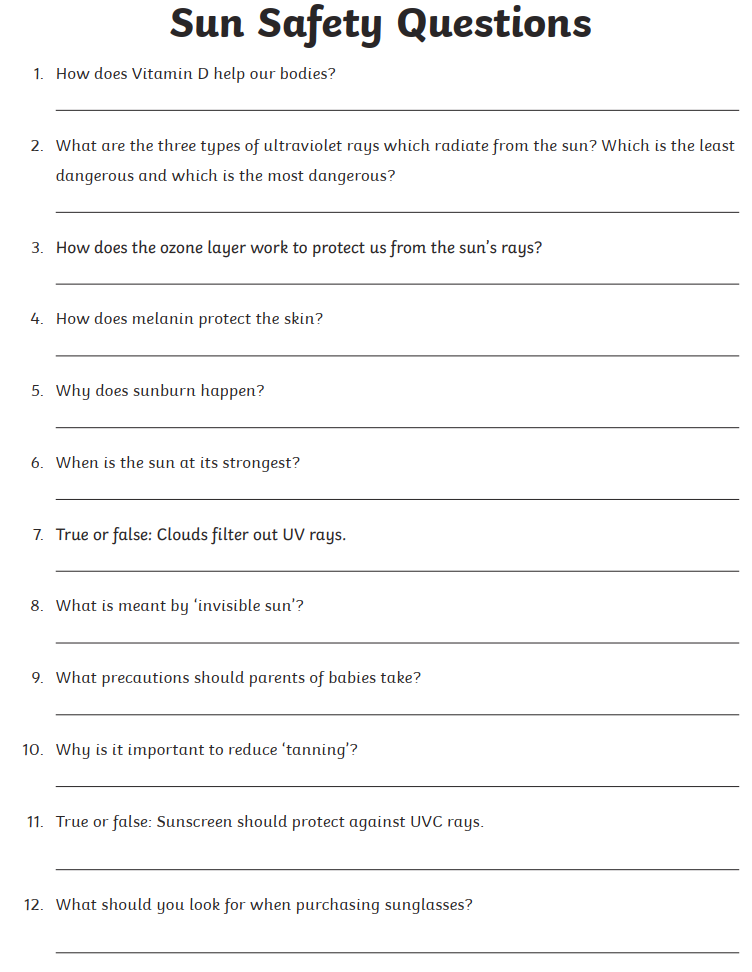 Sun Safety Questions
1. How does Vitamin D help our bodies?
2. What are the three types of ultraviolet rays which radiate from the sun? Which is the least
dangerous and which is the most dangerous?
3. How does the ozone layer work to protect us from the sun’s rays?
4. How does melanin protect the skin?
5. Why does sunburn happen?
6. When is the sun at its strongest?
7. True or false: Clouds filter out UV rays.
8. What is meant by ‘invisible sun’?
9. What precautions should parents of babies take?
10. Why is it important to reduce ‘tanning’?
11. True or false: Sunscreen should protect against UVC rays.
12. What should you look for when purchasing sunglasses?